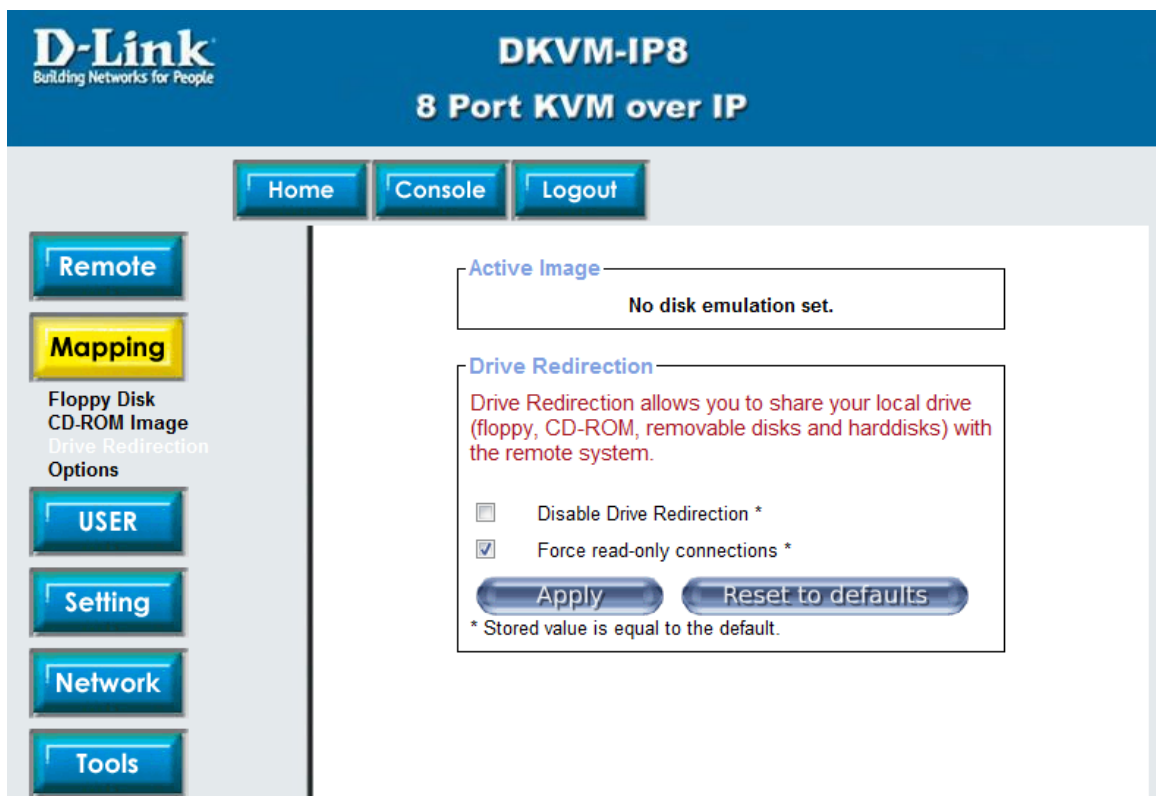 D-Link
Building Networks for People
DKVM-IP8
8 Port KVM over IP
Home
Console
Logout
Remote
Mapping
Floppy Disk
CD-ROM Image
Drive Redirection
Options
USER
Setting
Network
Tools
Active Image
No disk emulation set.
Drive Redirection
Drive Redirection allows you to share your local drive
(floppy, CD-ROM, removable disks and harddisks) with
the remote system.
Disable Drive Redirection *
Force read-only connections *
Apply
Reset to defaults
* Stored value is equal to the default.